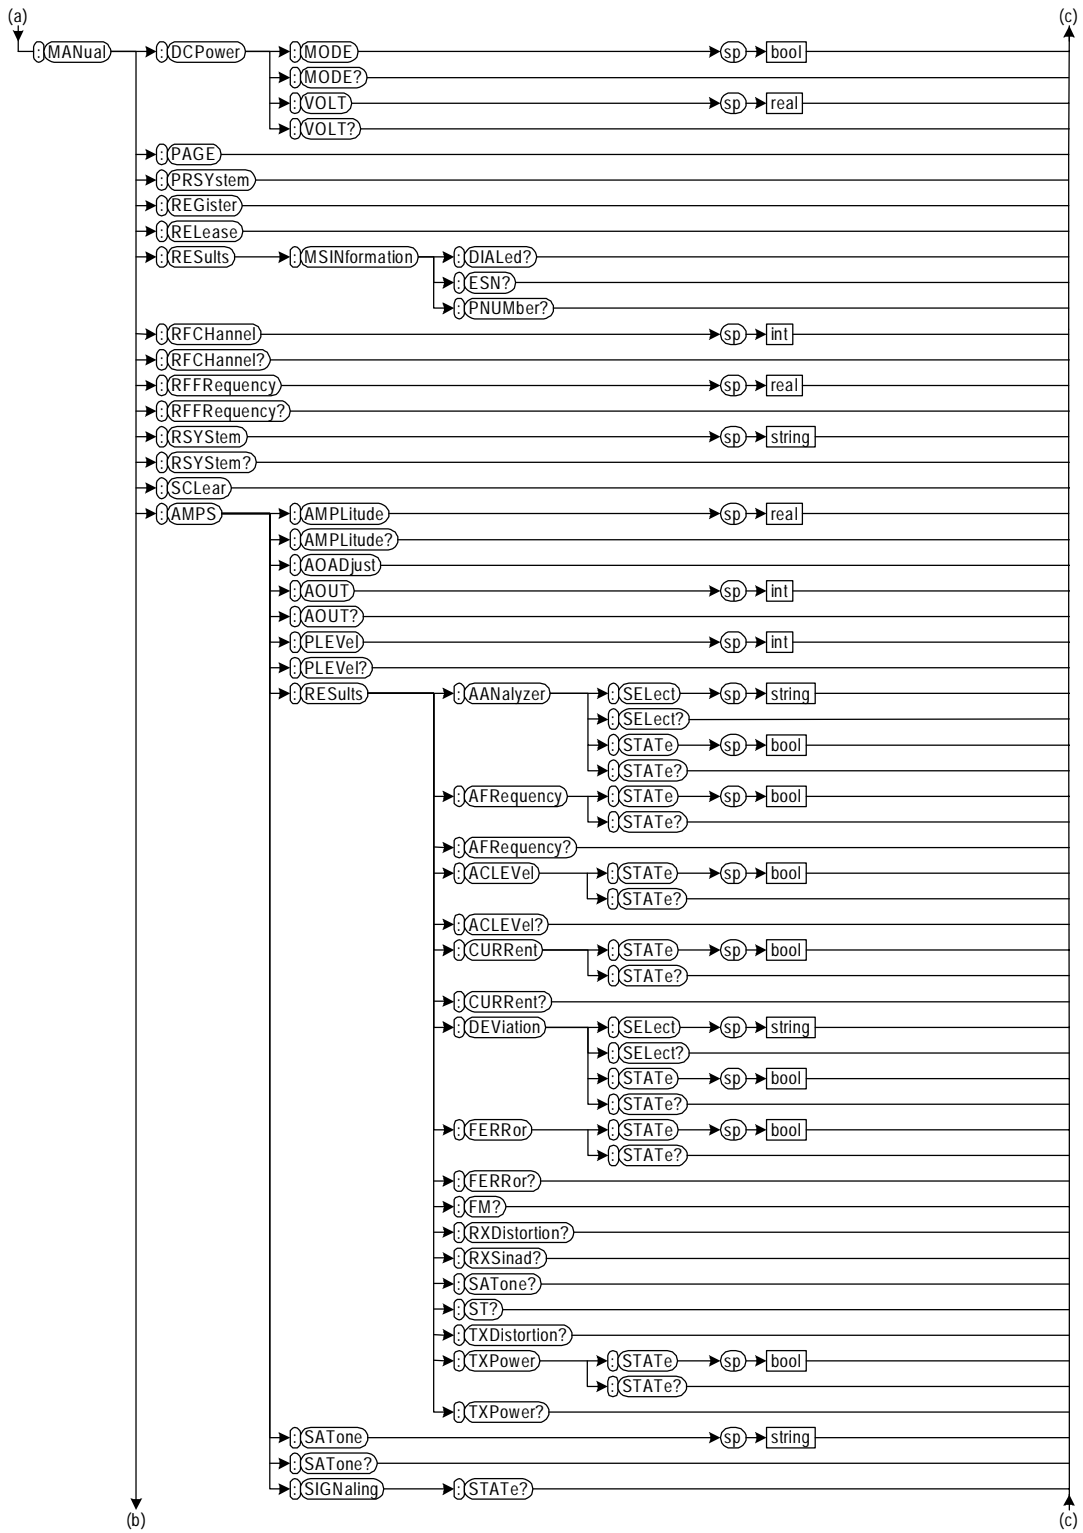 (a) (c)
:MANual :DCPower :MODE sp bool
:MODE?
:VOLT sp real
:VOLT?
:PAGE
:PRSYstem
:REGister
:RELease
:RESults :MSINformation :DIALed?
:ESN?
:PNUMber?
:RFCHannel sp int
:RFCHannel?
:RFFRequency sp real
:RFFRequency?
:RSYStem sp string
:RSYStem?
:SCLear
:AMPS :AMPLitude sp real
:AMPLitude?
:AOADjust
:AOUT sp int
:AOUT?
:PLEVel sp int
:PLEVel?
:RESults :AANalyzer :SELect sp string
:SELect?
:STATe sp bool
:STATe?
:AFRequency :STATe sp bool
:STATe?
:AFRequency?
:ACLEVel :STATe sp bool
:STATe?
:ACLEVel?
:CURRent :STATe sp bool
:STATe?
:CURRent?
:DEViation :SELect sp string
:SELect?
:STATe sp bool
:STATe?
:FERRor :STATe sp bool
:STATe?
:FERRor?
:FM?
:RXDistortion?
:RXSinad?
:SATone?
:ST?
:TXDistortion?
:TXPower :STATe sp bool
:STATe?
:TXPower?
:SATone sp string
:SATone?
:SIGNaling :STATe?
(b) (c)